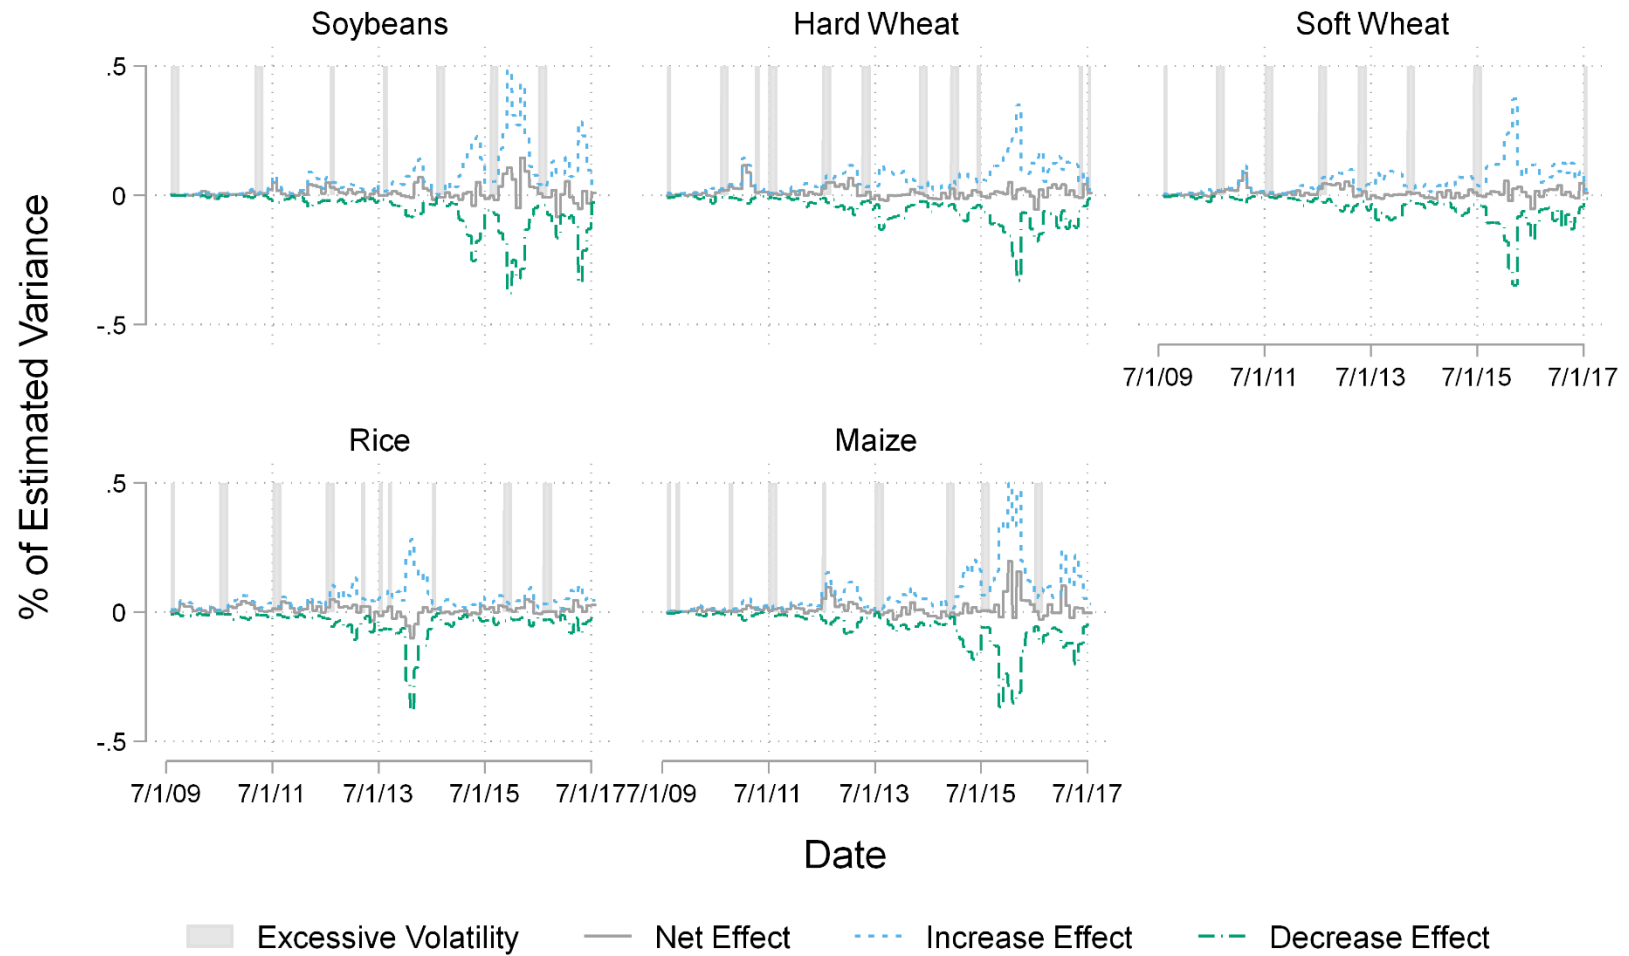 Soybeans
Hard Wheat
Soft Wheat
.5
0
-.5
7/1/09 7/1/11 7/1/13 7/1/15 7/1/17
% of Estimated Variance
Rice
Maize
.5
0
-.5
7/1/09 7/1/11 7/1/13 7/1/15 7/1/17
7/1/09 7/1/11 7/1/13 7/1/15 7/1/17
Date
Excessive Volatility
Net Effect
Increase Effect
Decrease Effect